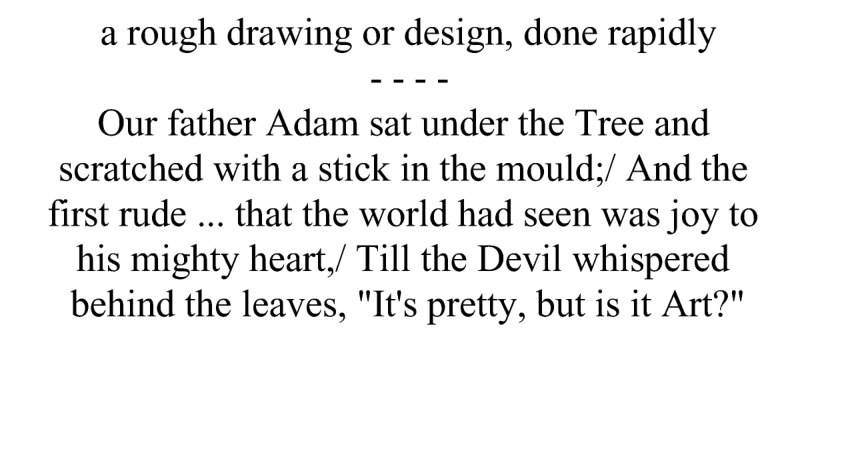 a rough drawing or design, done rapidly
- - - -
Our father Adam sat under the Tree and
scratched with a stick in the mould;/ And the
first rude ... that the world had seen was joy to
his mighty heart,/ Till the Devil whispered
behind the leaves, "It's pretty, but is it Art?"